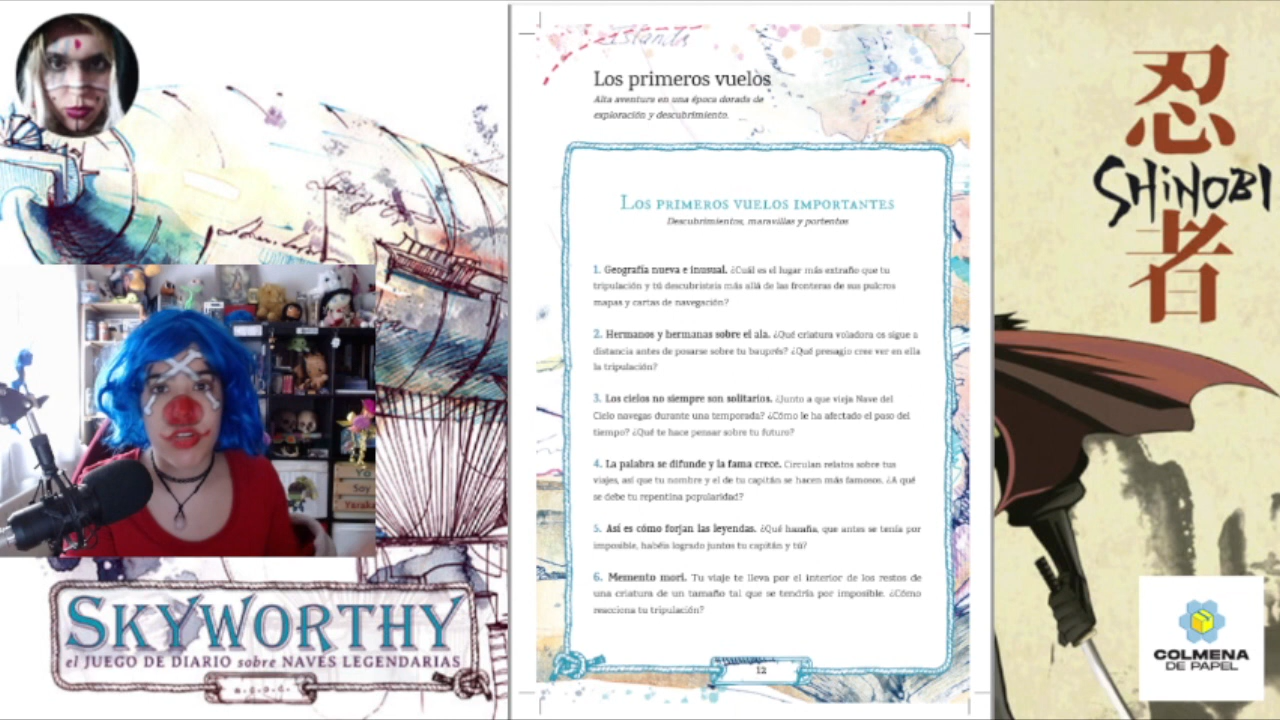 Islands
Los primeros vuelos
Alta aventura en una época dorada de
exploración y descubrimiento.
LOS PRIMEROS VUELOS IMPORTANTES
Descubrimientos, maravillas y portentos
1. Geografía nueva e inusual. ¿Cuál es el lugar más extraño que tu
tripulación y tú descubristeis más allá de las fronteras de sus pulcros
mapas y cartas de navegación?
2. Hermanos y hermanas sobre el ala. ¿Qué criatura voladora os sigue a
distancia antes de posarse sobre tu bauprés? ¿Qué presagio cree ver en ella
la tripulación?
3. Los cielos no siempre son solitarios. ¿Junto a que vieja Nave del
Cielo navegas durante una temporada? ¿Cómo le ha afectado el paso del
tiempo? ¿Qué te hace pensar sobre tu futuro?
4. La palabra se difunde y la fama crece. Circulan relatos sobre tus
viajes, así que tu nombre y el de tu capitán se hacen más famosos. ¿A qué
se debe tu repentina popularidad?
5. Así es cómo forjan las leyendas. ¿Qué hazaña, que antes se tenía por
imposible, habéis logrado juntos tu capitán y tú?
6. Memento mori. Tu viaje te lleva por el interior de los restos de
una criatura de un tamaño tal que se tendría por imposible. ¿Cómo
reacciona tu tripulación?
12
SKYWORTHY
el JUEGO DE DIARIO sobre NAVES LEGENDARIAS
Soy
Yaraka
忍
SHINOBI
者
COLMENA
DE PAPEL